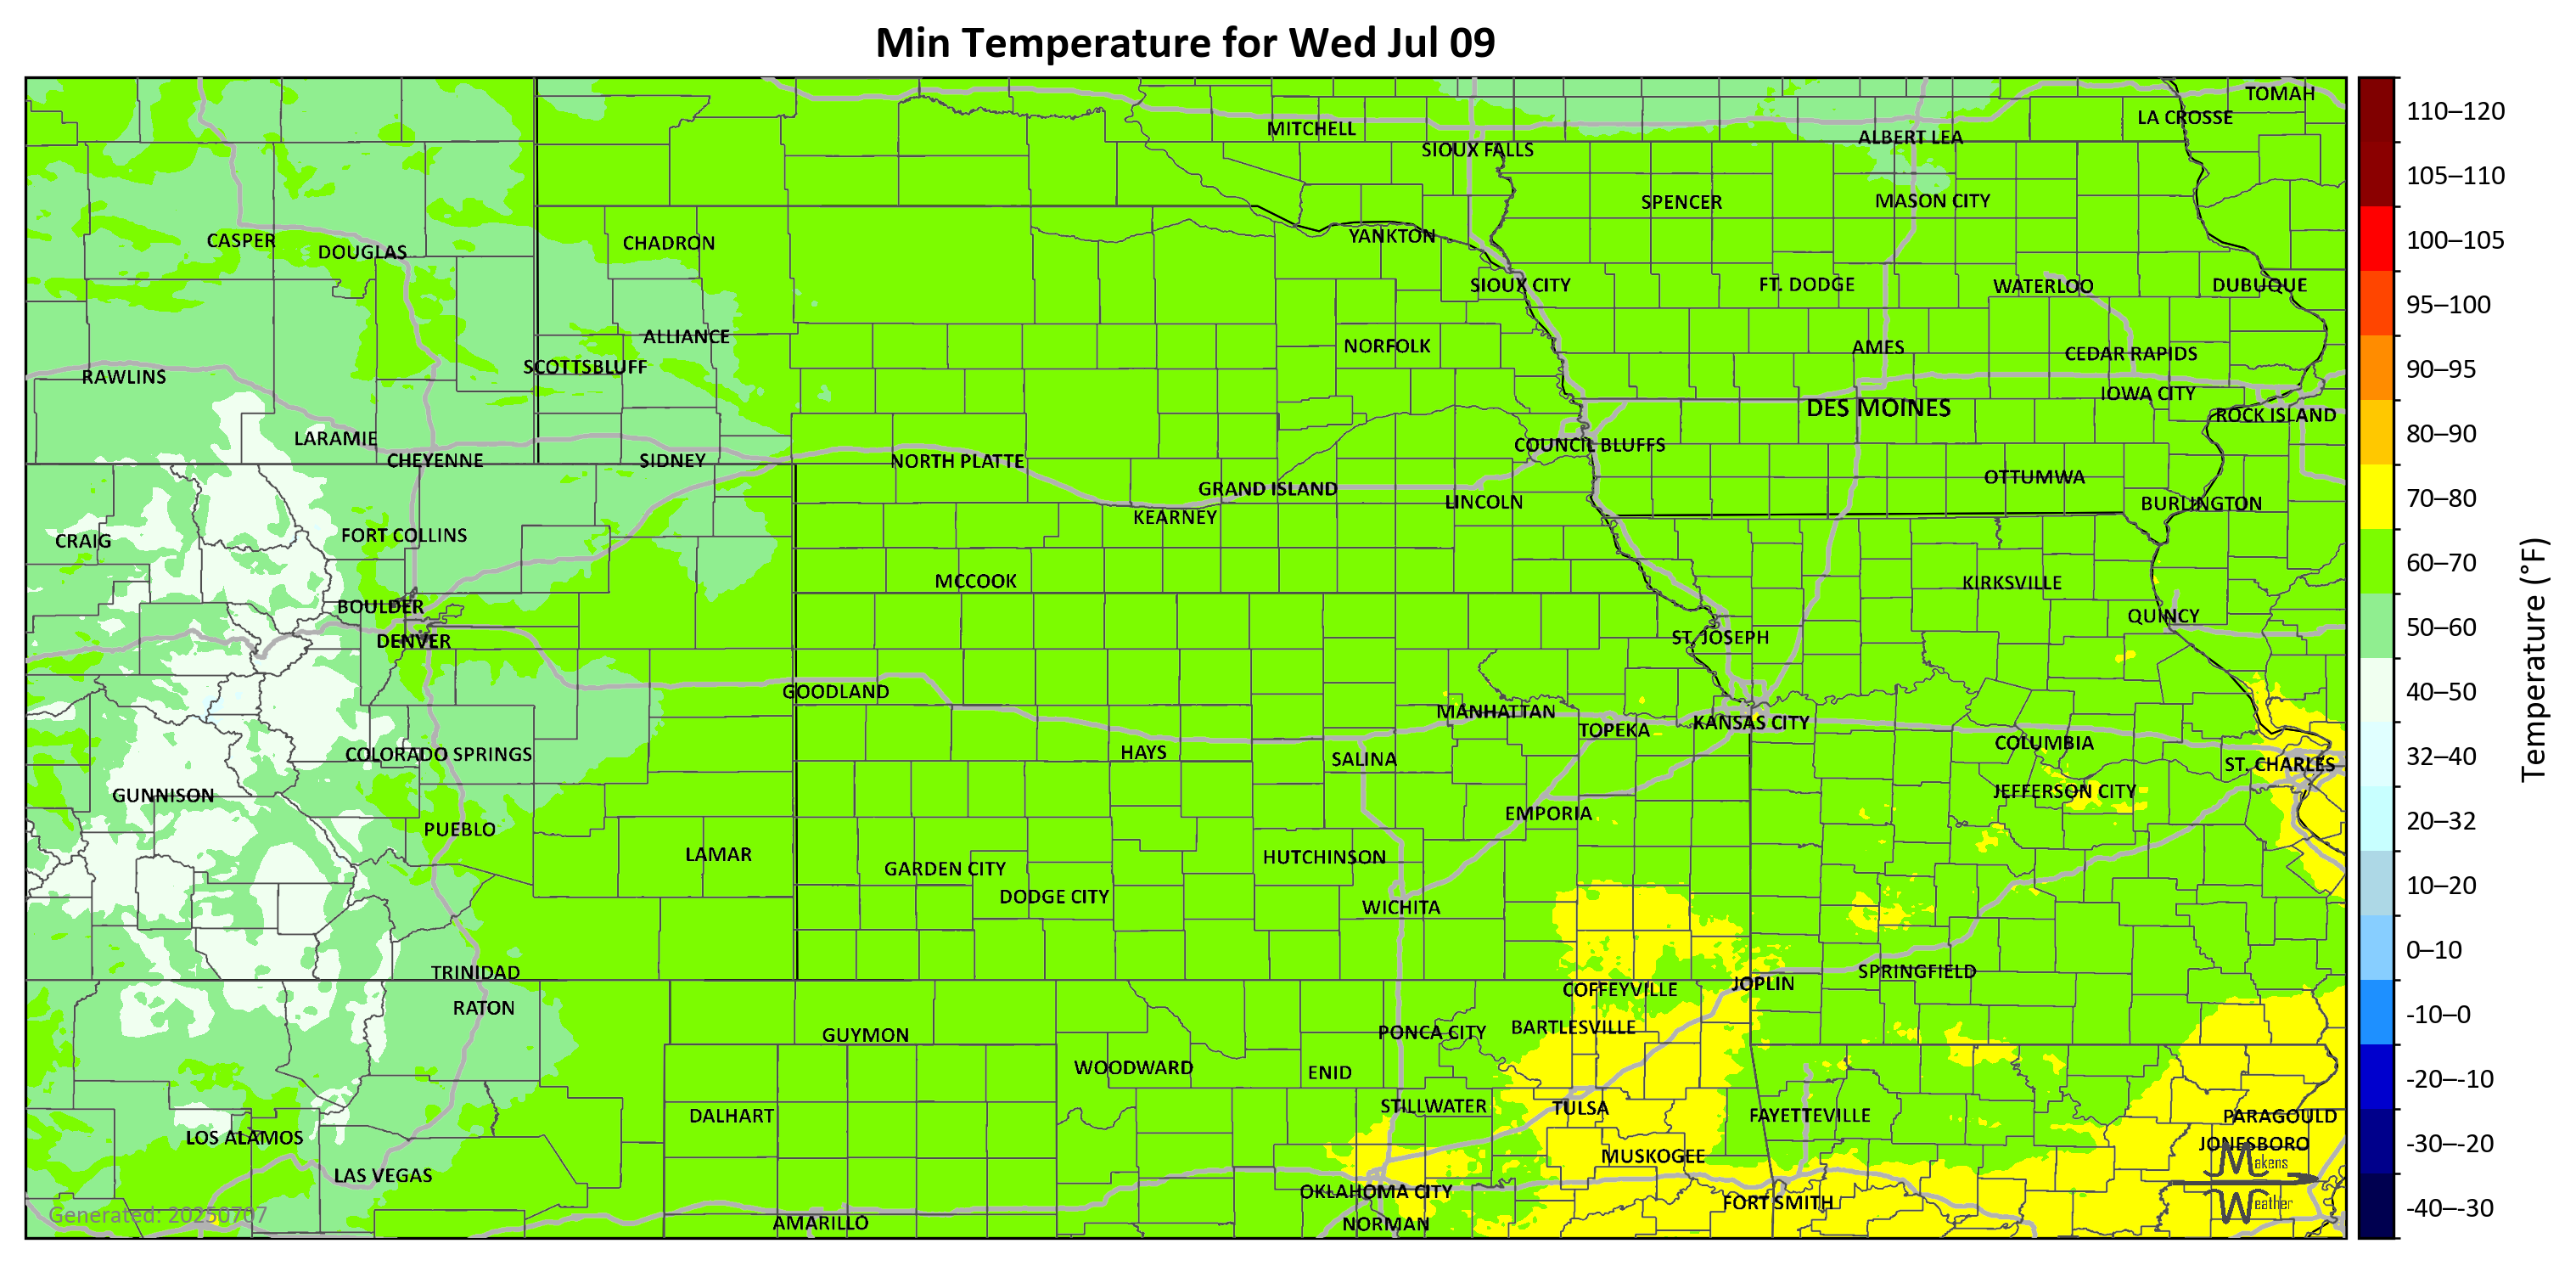 Min Temperature for Wed Jul 09
TOMAH
LA CROSSE
MITCHELL
ALBERT LEA
SIOUX FALLS
SPENCER
MASON CITY
YANKTON
CASPER
CHADRON
DOUGLAS
SIOUX CITY
FT. DODGE
WATERLOO
DUBUQUE
ALLIANCE
NORFOLK
AMES
CEDAR RAPIDS
SCOTTSBLUFF
RAWLINS
IOWA CITY
DES MOINES
ROCK ISLAND
LARAMIE
COUNCIL BLUFFS
CHEYENNE
SIDNEY
NORTH PLATTE
OTTUMWA
GRAND ISLAND
LINCOLN
BURLINGTON
KEARNEY
FORT COLLINS
CRAIG
MCCOOK
KIRKSVILLE
BOULDER
QUINCY
DENVER
ST. JOSEPH
GOODLAND
MANHATTAN
KANSAS CITY
TOPEKA
COLUMBIA
COLORADO SPRINGS
HAYS
SALINA
ST. CHARLES
GUNNISON
JEFFERSON CITY
EMPORIA
PUEBLO
LAMAR
HUTCHINSON
GARDEN CITY
DODGE CITY
WICHITA
TRINIDAD
SPRINGFIELD
JOPLIN
COFFEYVILLE
RATON
BARTLESVILLE
GUYMON
PONCA CITY
WOODWARD
ENID
STILLWATER
TULSA
DALHART
FAYETTEVILLE
PARAGOULD
LOS ALAMOS
JONESBORO
MUSKOGEE
LAS VEGAS
OKLAHOMA CITY
FORT SMITH
AMARILLO
NORMAN
Makens
Weather
Generated: 20250707
110–120
105–110
100–105
95–100
90–95
80–90
70–80
60–70
50–60
40–50
32–40
20–32
10–20
0–10
-10–0
-20–-10
-30–-20
-40–-30
Temperature (°F)